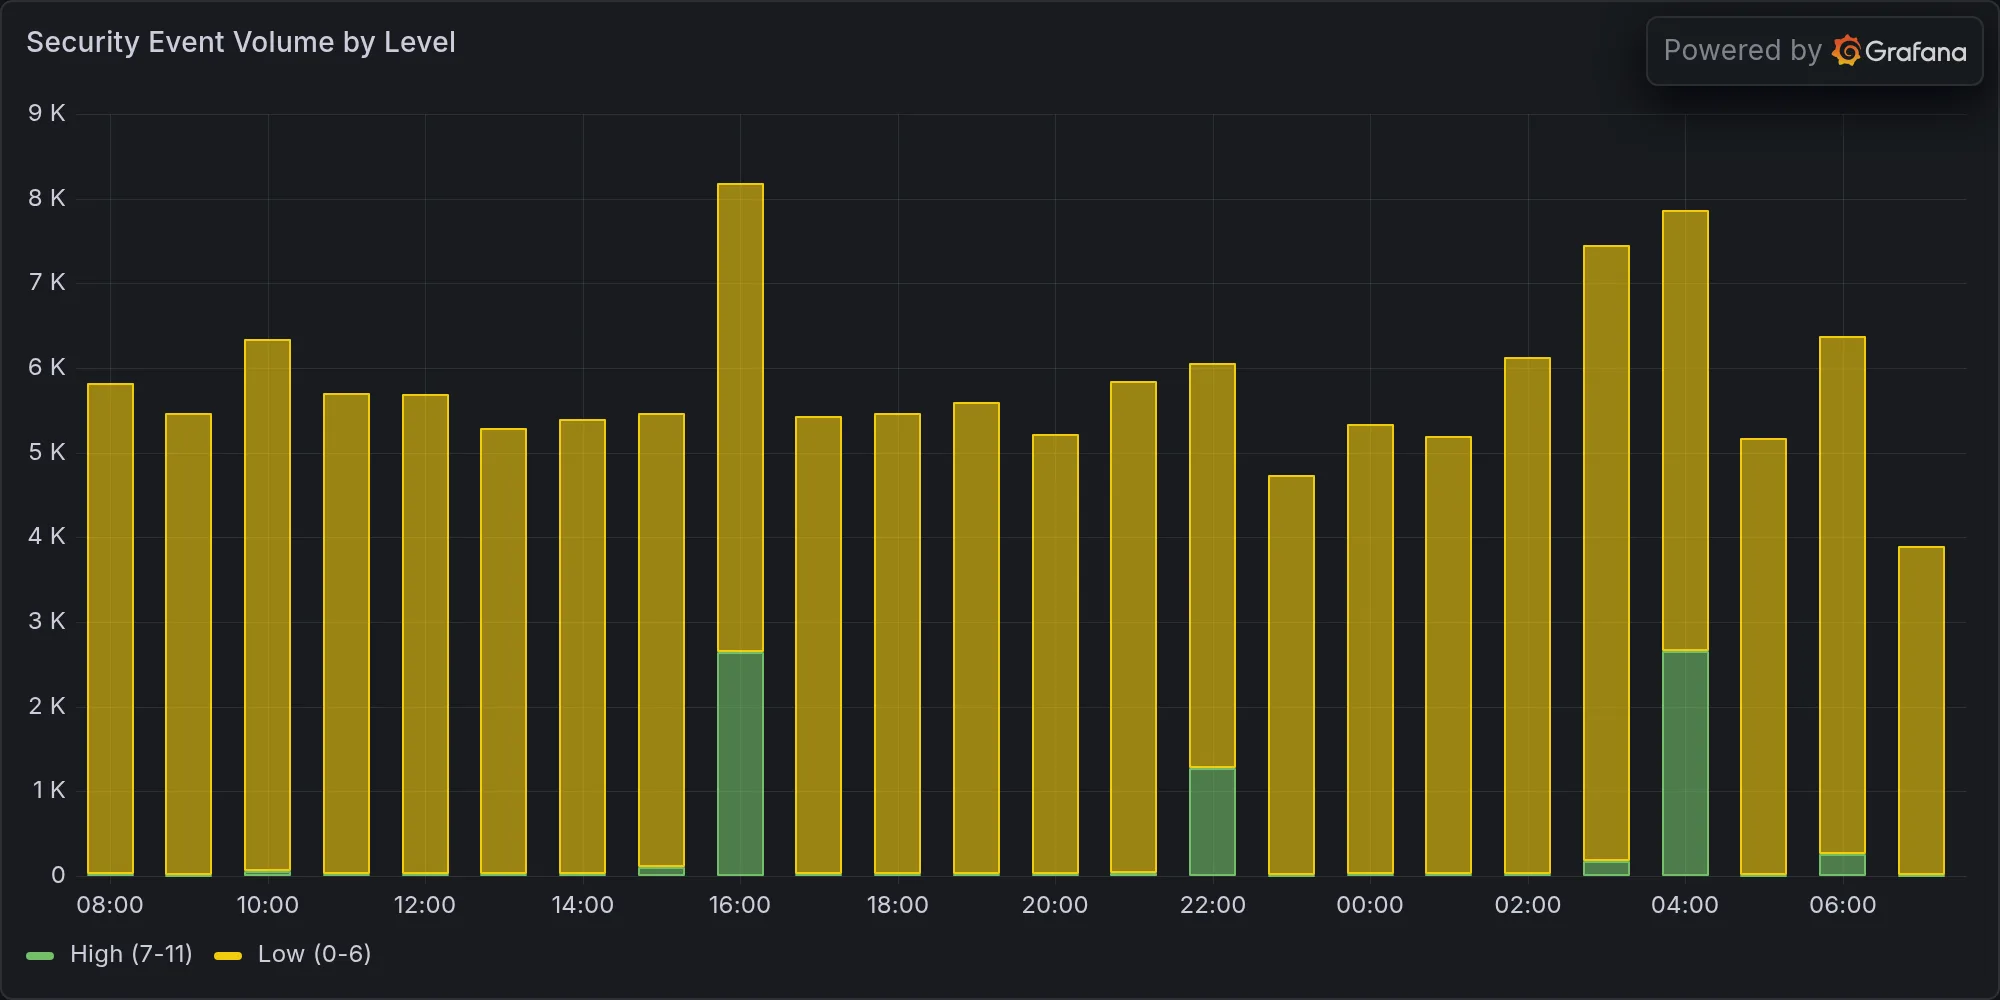 Security Event Volume by Level
Powered by Grafana
9 K
8 K
7 K
6 K
5 K
4 K
3 K
2 K
1 K
0
08:00 10:00 12:00 14:00 16:00 18:00 20:00 22:00 00:00 02:00 04:00 06:00
High (7-11) Low (0-6)